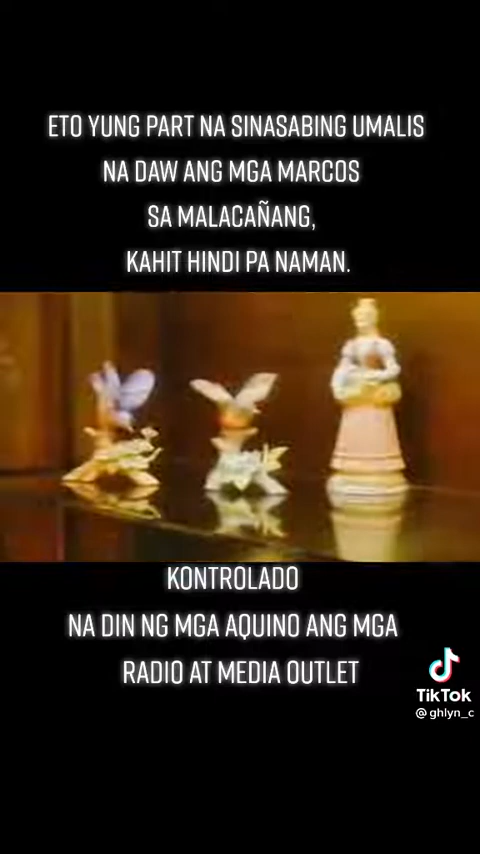 ETO YUNG PART NA SINASABING UMALIS
NA DAW ANG MGA MARCOS
SA MALACAÑANG,
KAHIT HINDI PA NAMAN.
KONTROLADO
NA DIN NG MGA AQUINO ANG MGA
RADIO AT MEDIA OUTLET
TikTok
@ghlyn_c